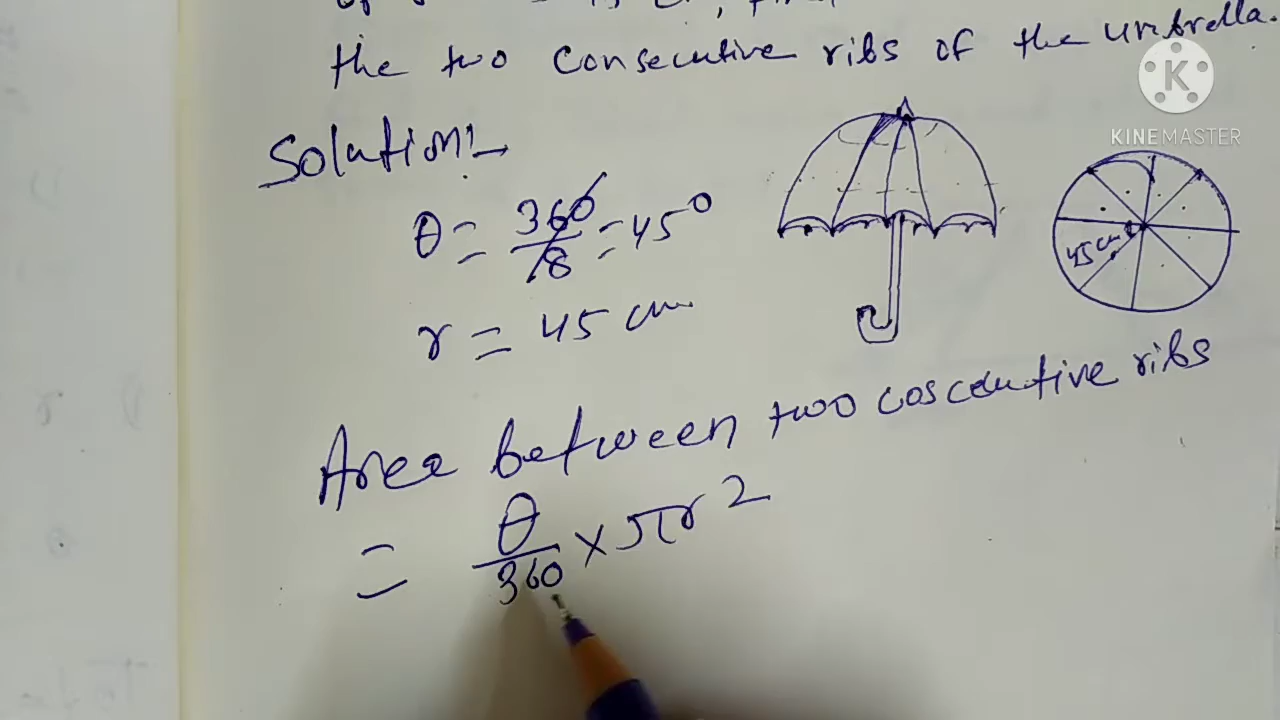 the two consecutive ribs of the umbrella.
KINEMASTER
Solution:-
θ = 360/8 = 45°
r = 45 cm
45 cm
Area between two cosceutive ribs
= θ/360 × πr²